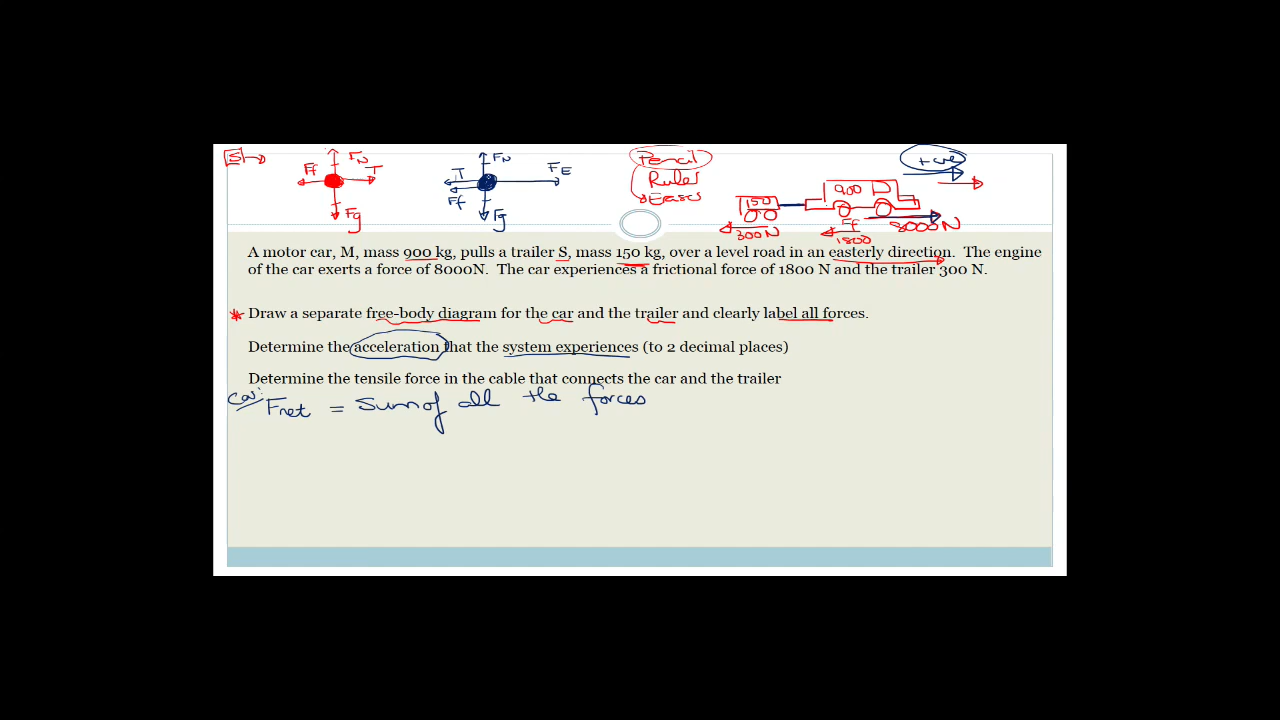 S
Ff FN T
Fg
T FN FE
Ff Fg
Pencil
Ruler
Eraser
+ve
150 900
300N Ff 8000N
1800
A motor car, M, mass 900 kg, pulls a trailer S, mass 150 kg, over a level road in an easterly direction. The engine
of the car exerts a force of 8000N. The car experiences a frictional force of 1800 N and the trailer 300 N.
Draw a separate free-body diagram for the car and the trailer and clearly label all forces.
Determine the acceleration that the system experiences (to 2 decimal places)
Determine the tensile force in the cable that connects the car and the trailer
Car: Fnet = Sum of all the forces